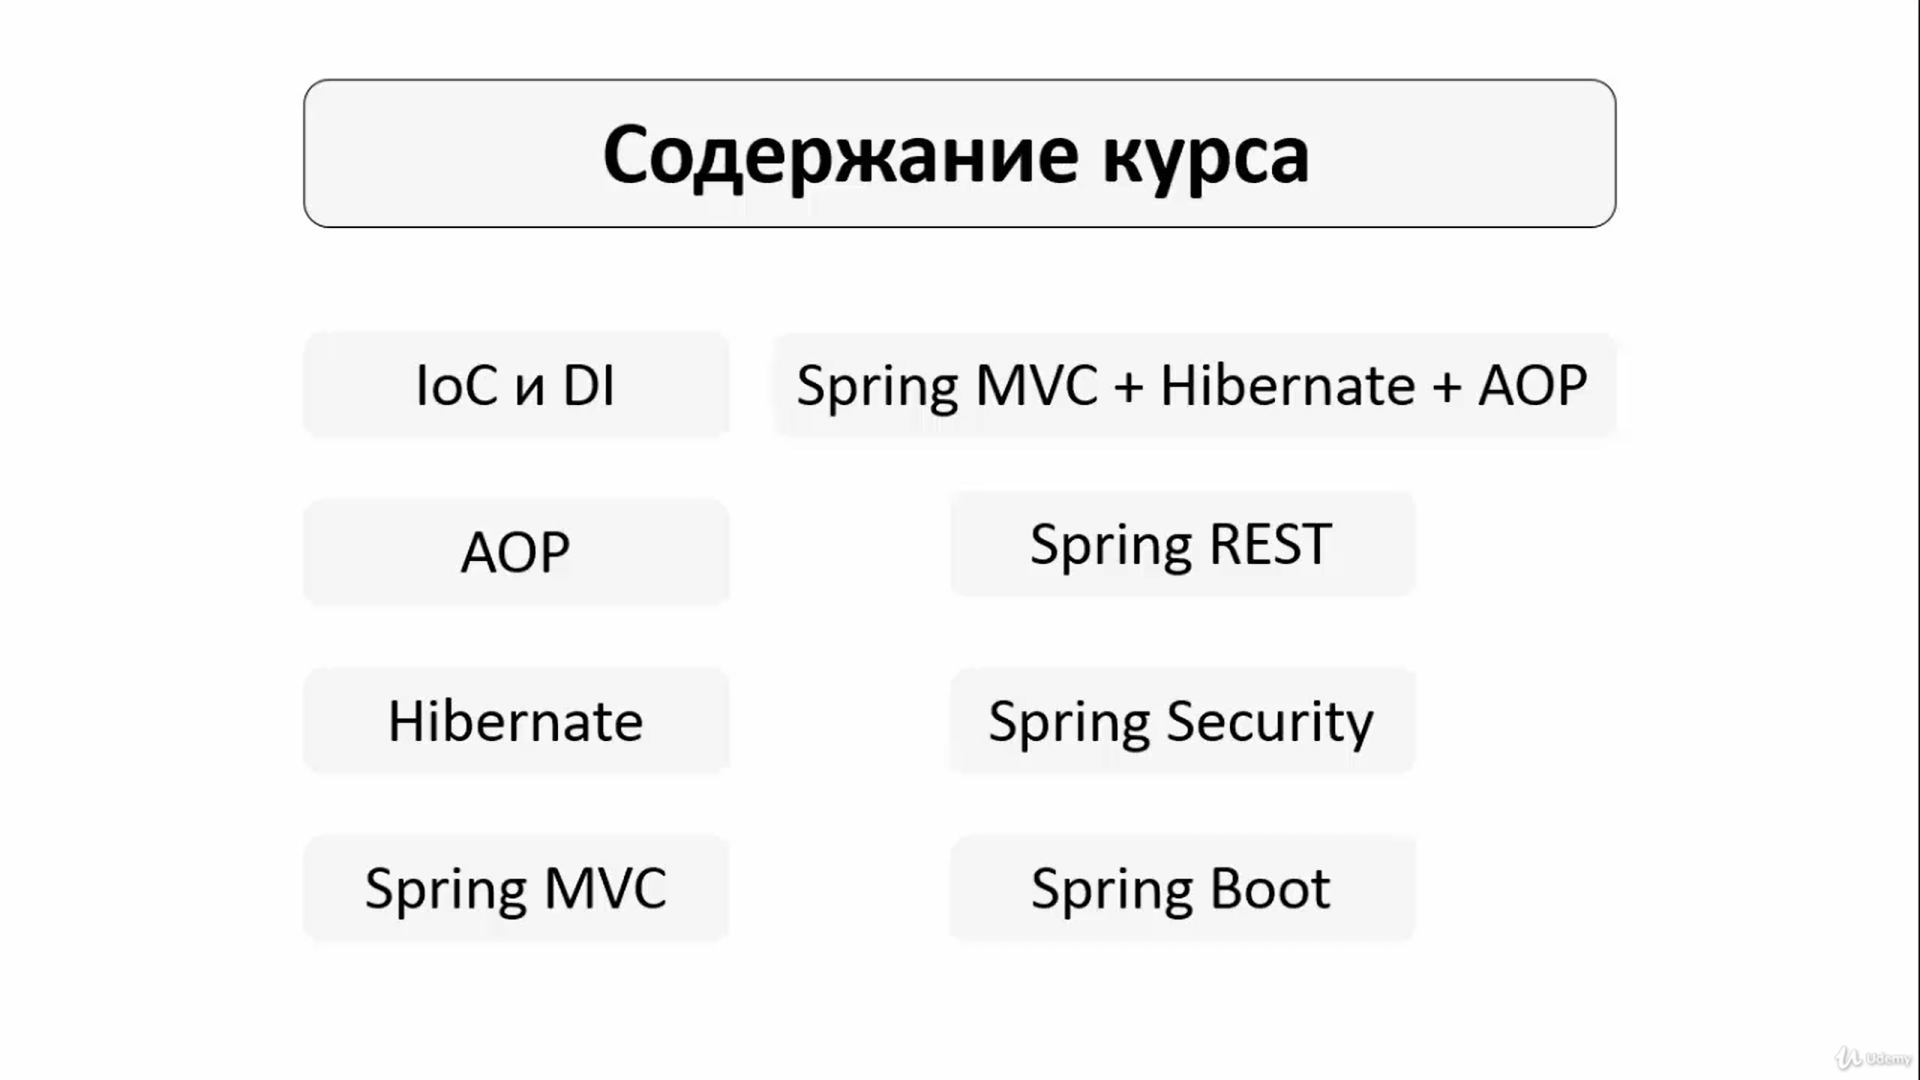 Содержание курса
IoC и DI
AOP
Hibernate
Spring MVC
Spring MVC + Hibernate + AOP
Spring REST
Spring Security
Spring Boot
Udemy